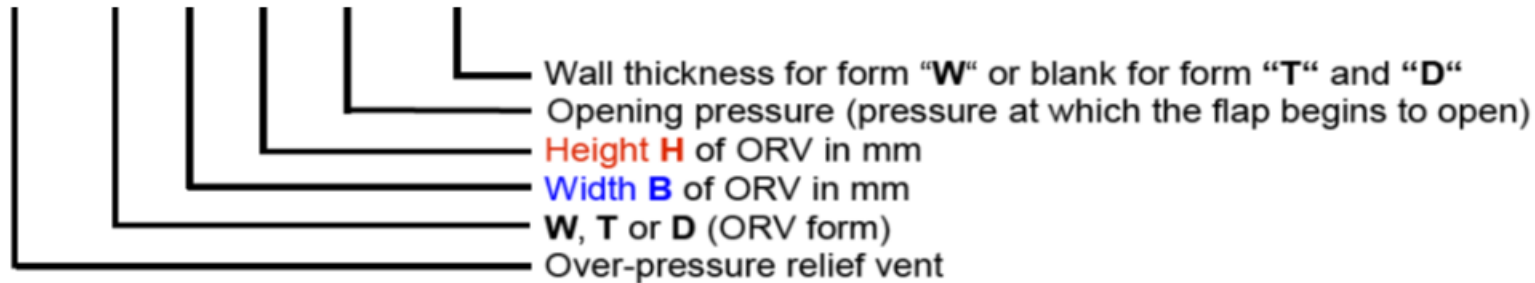 Wall thickness for form “W“ or blank for form “T“ and “D“
Opening pressure (pressure at which the flap begins to open)
Height H of ORV in mm
Width B of ORV in mm
W, T or D (ORV form)
Over-pressure relief vent